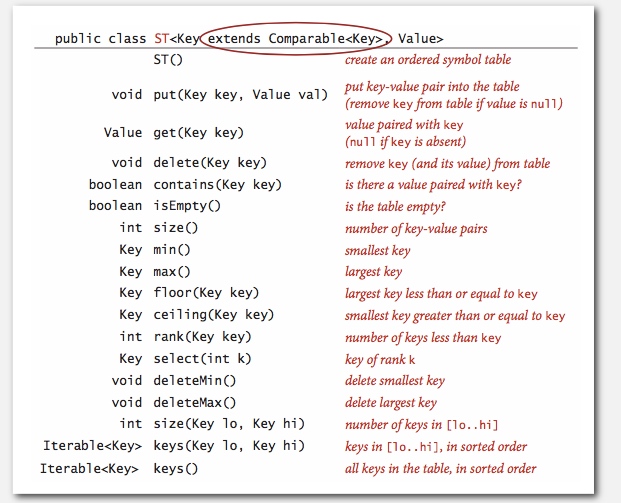 public class ST<Key extends Comparable<Key>, Value>
ST() create an ordered symbol table
void put(Key key, Value val) put key-value pair into the table
(remove key from table if value is null)
Value get(Key key) value paired with key
(null if key is absent)
void delete(Key key) remove key (and its value) from table
boolean contains(Key key) is there a value paired with key?
boolean isEmpty() is the table empty?
int size() number of key-value pairs
Key min() smallest key
Key max() largest key
Key floor(Key key) largest key less than or equal to key
Key ceiling(Key key) smallest key greater than or equal to key
int rank(Key key) number of keys less than key
Key select(int k) key of rank k
void deleteMin() delete smallest key
void deleteMax() delete largest key
int size(Key lo, Key hi) number of keys in [lo..hi]
Iterable<Key> keys(Key lo, Key hi) keys in [lo..hi], in sorted order
Iterable<Key> keys() all keys in the table, in sorted order